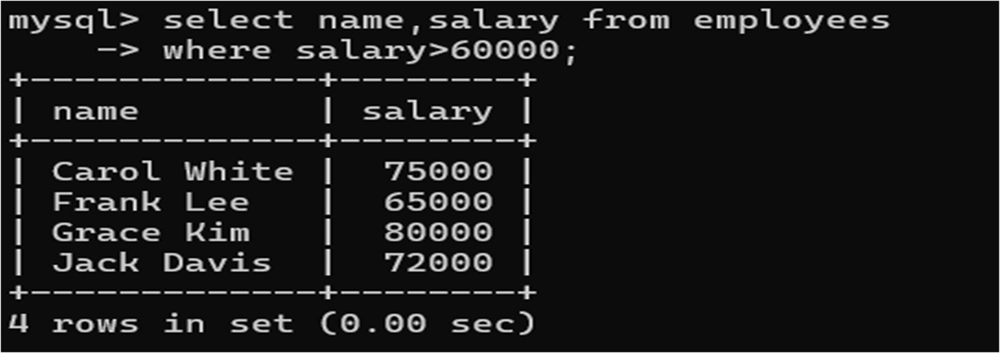 mysql> select name,salary from employees
    -> where salary>60000;
+-------------+--------+
| name        | salary |
+-------------+--------+
| Carol White |  75000 |
| Frank Lee   |  65000 |
| Grace Kim   |  80000 |
| Jack Davis  |  72000 |
+-------------+--------+
4 rows in set (0.00 sec)